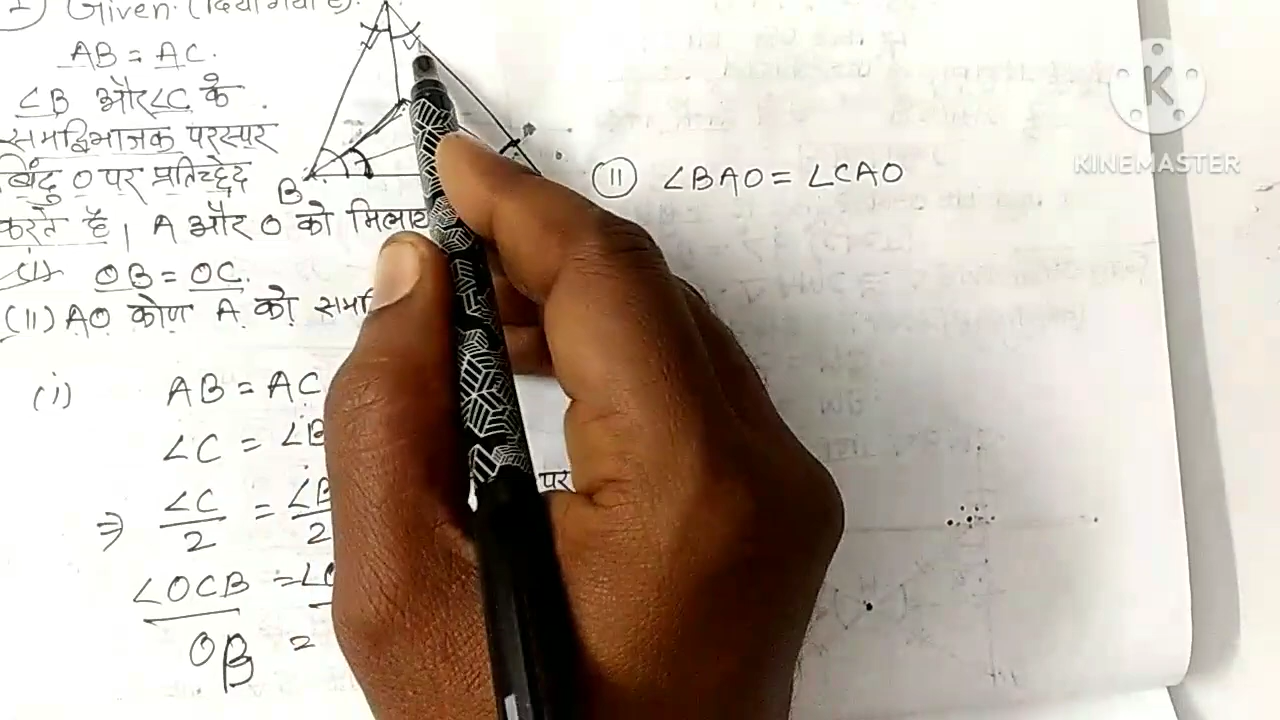 Given. (दिया गया है).
AB = AC.
∠B और ∠C के
समद्विभाजक परस्पर
बिंदु O पर प्रतिच्छेद
करते है, A और O को मिलाय
(i) OB = OC.
(II) AO कोण A को समि
(i) AB = AC
∠C = ∠B
⇒ ∠C/2 = ∠B/2
पर
∠OCB = ∠O
OB =
B
(II) ∠BAO = ∠CAO
K
KINEMASTER